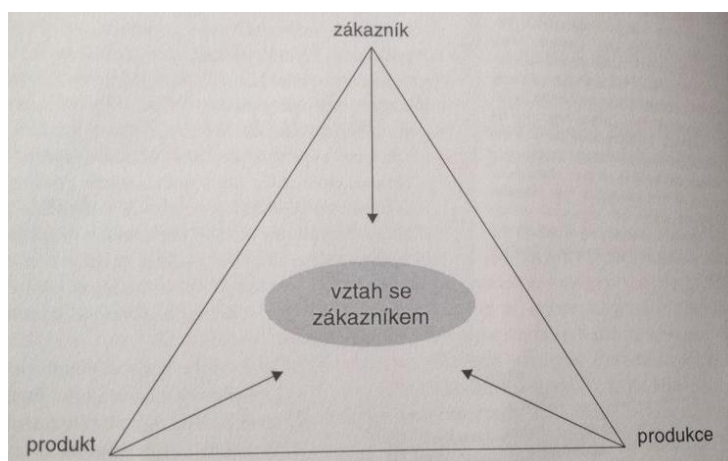 zákazník
vztah se
zákazníkem
produkt
produkce